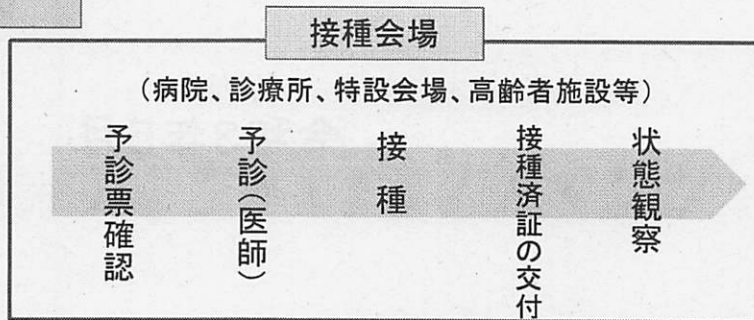 接種会場
（病院、診療所、特設会場、高齢者施設等）
予診票確認
予診（医師）
接種
接種済証の交付
状態観察